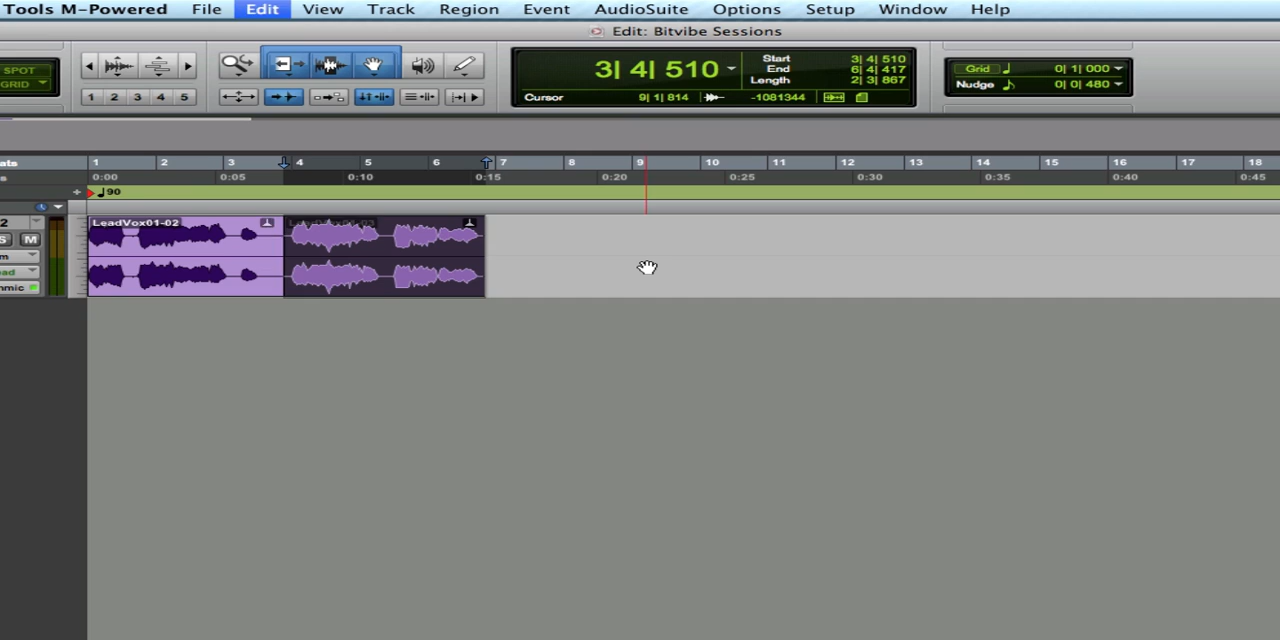 Tools M-Powered File Edit View Track Region Event AudioSuite Options Setup Window Help
Edit: Bitvibe Sessions
SPOT
GRID
1 2 3 4 5
3| 4| 510
Start 3| 4| 510
End 6| 4| 417
Length 2| 3| 867
Cursor 9| 1| 814 -1081344
Grid 0| 1| 000
Nudge 0| 0| 480
ats 1 2 3 4 5 6 7 8 9 10 11 12 13 14 15 16 17 18
s 0:00 0:05 0:10 0:15 0:20 0:25 0:30 0:35 0:40 0:45
+ 90
2
LeadVox01-02
S M
m
ead
hmic